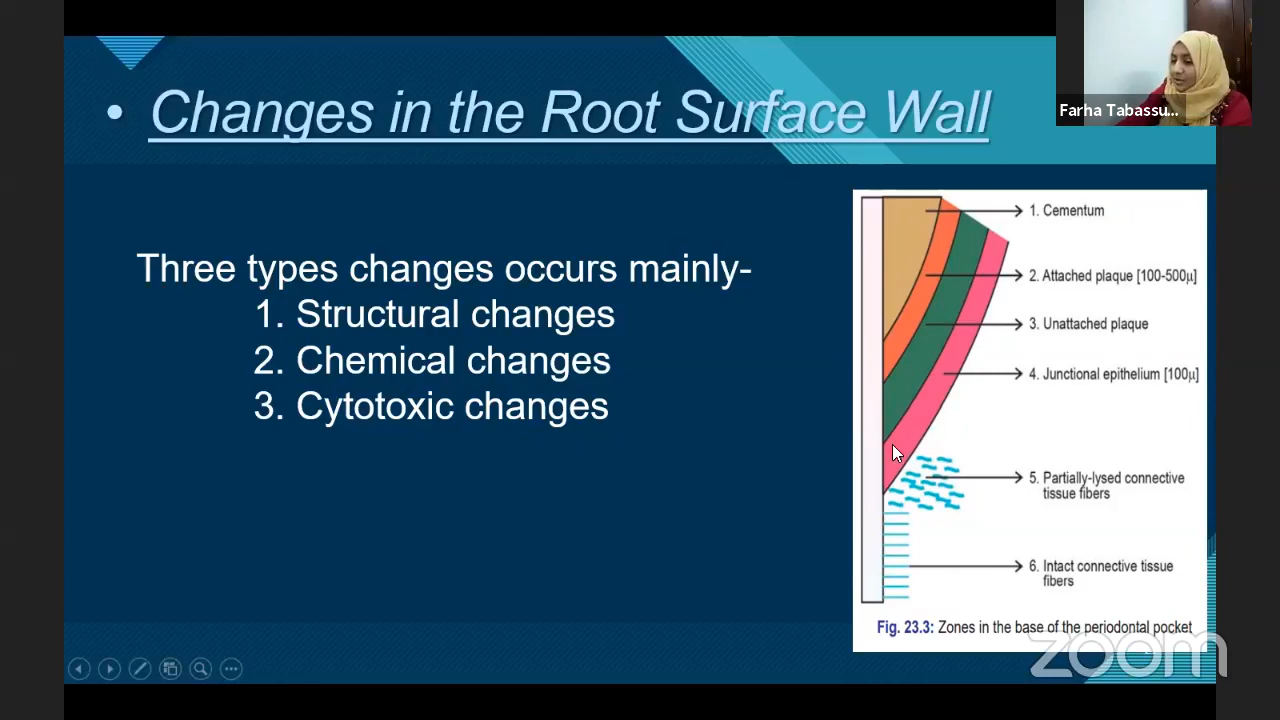 • Changes in the Root Surface Wall
Farha Tabassu...
Three types changes occurs mainly-
1. Structural changes
2. Chemical changes
3. Cytotoxic changes
1. Cementum
2. Attached plaque [100-500μ]
3. Unattached plaque
4. Junctional epithelium [100μ]
5. Partially-lysed connective
tissue fibers
6. Intact connective tissue
fibers
Fig. 23.3: Zones in the base of the periodontal pocket
zoom